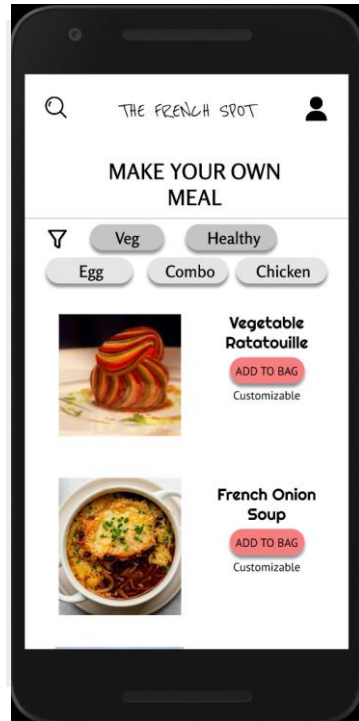 THE FRENCH SPOT
MAKE YOUR OWN
MEAL
Veg Healthy
Egg Combo Chicken
Vegetable
Ratatouille
ADD TO BAG
Customizable
French Onion
Soup
ADD TO BAG
Customizable